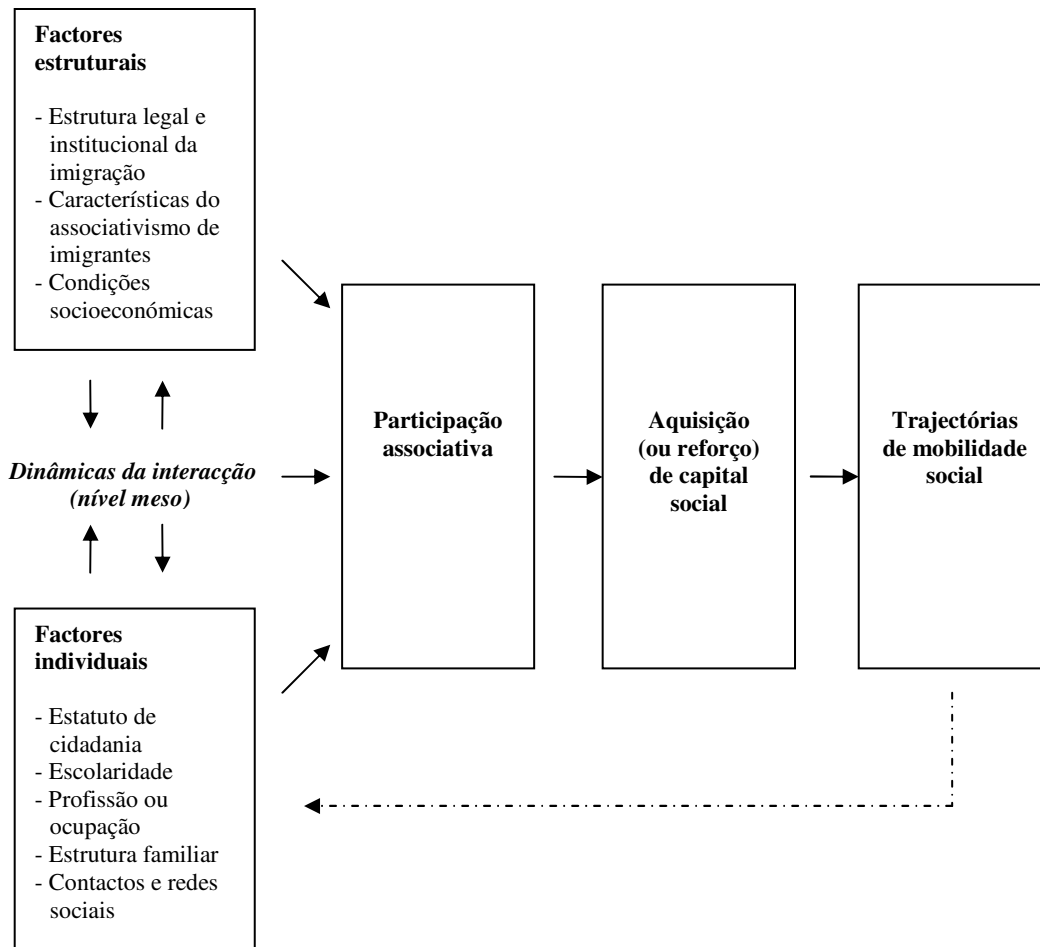 Factores
estruturais
- Estrutura legal e
institucional da
imigração
- Características do
associativismo de
imigrantes
- Condições
socioeconómicas
Dinâmicas da interacção
(nível meso)
Factores
individuais
- Estatuto de
cidadania
- Escolaridade
- Profissão ou
ocupação
- Estrutura familiar
- Contactos e redes
sociais
Participação
associativa
Aquisição
(ou reforço)
de capital
social
Trajectórias
de mobilidade
social